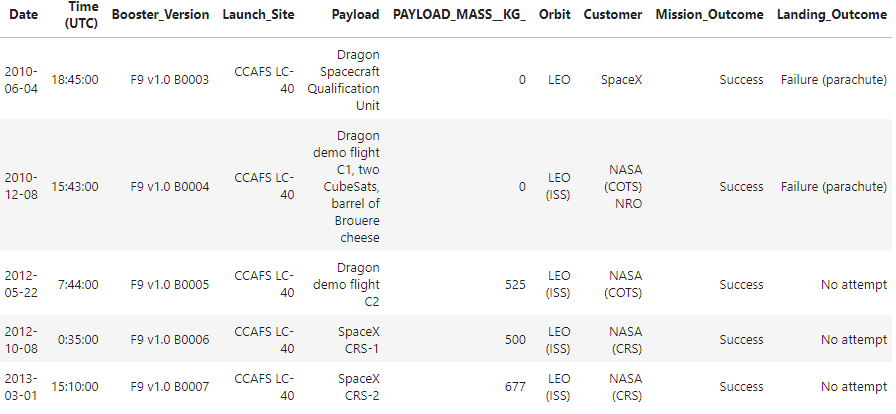 Date Time (UTC) Booster_Version Launch_Site Payload PAYLOAD_MASS__KG_ Orbit Customer Mission_Outcome Landing_Outcome
2010-06-04 18:45:00 F9 v1.0 B0003 CCAFS LC-40 Dragon Spacecraft Qualification Unit 0 LEO SpaceX Success Failure (parachute)
2010-12-08 15:43:00 F9 v1.0 B0004 CCAFS LC-40 Dragon demo flight C1, two CubeSats, barrel of Brouere cheese 0 LEO (ISS) NASA (COTS) NRO Success Failure (parachute)
2012-05-22 7:44:00 F9 v1.0 B0005 CCAFS LC-40 Dragon demo flight C2 525 LEO (ISS) NASA (COTS) Success No attempt
2012-10-08 0:35:00 F9 v1.0 B0006 CCAFS LC-40 SpaceX CRS-1 500 LEO (ISS) NASA (CRS) Success No attempt
2013-03-01 15:10:00 F9 v1.0 B0007 CCAFS LC-40 SpaceX CRS-2 677 LEO (ISS) NASA (CRS) Success No attempt